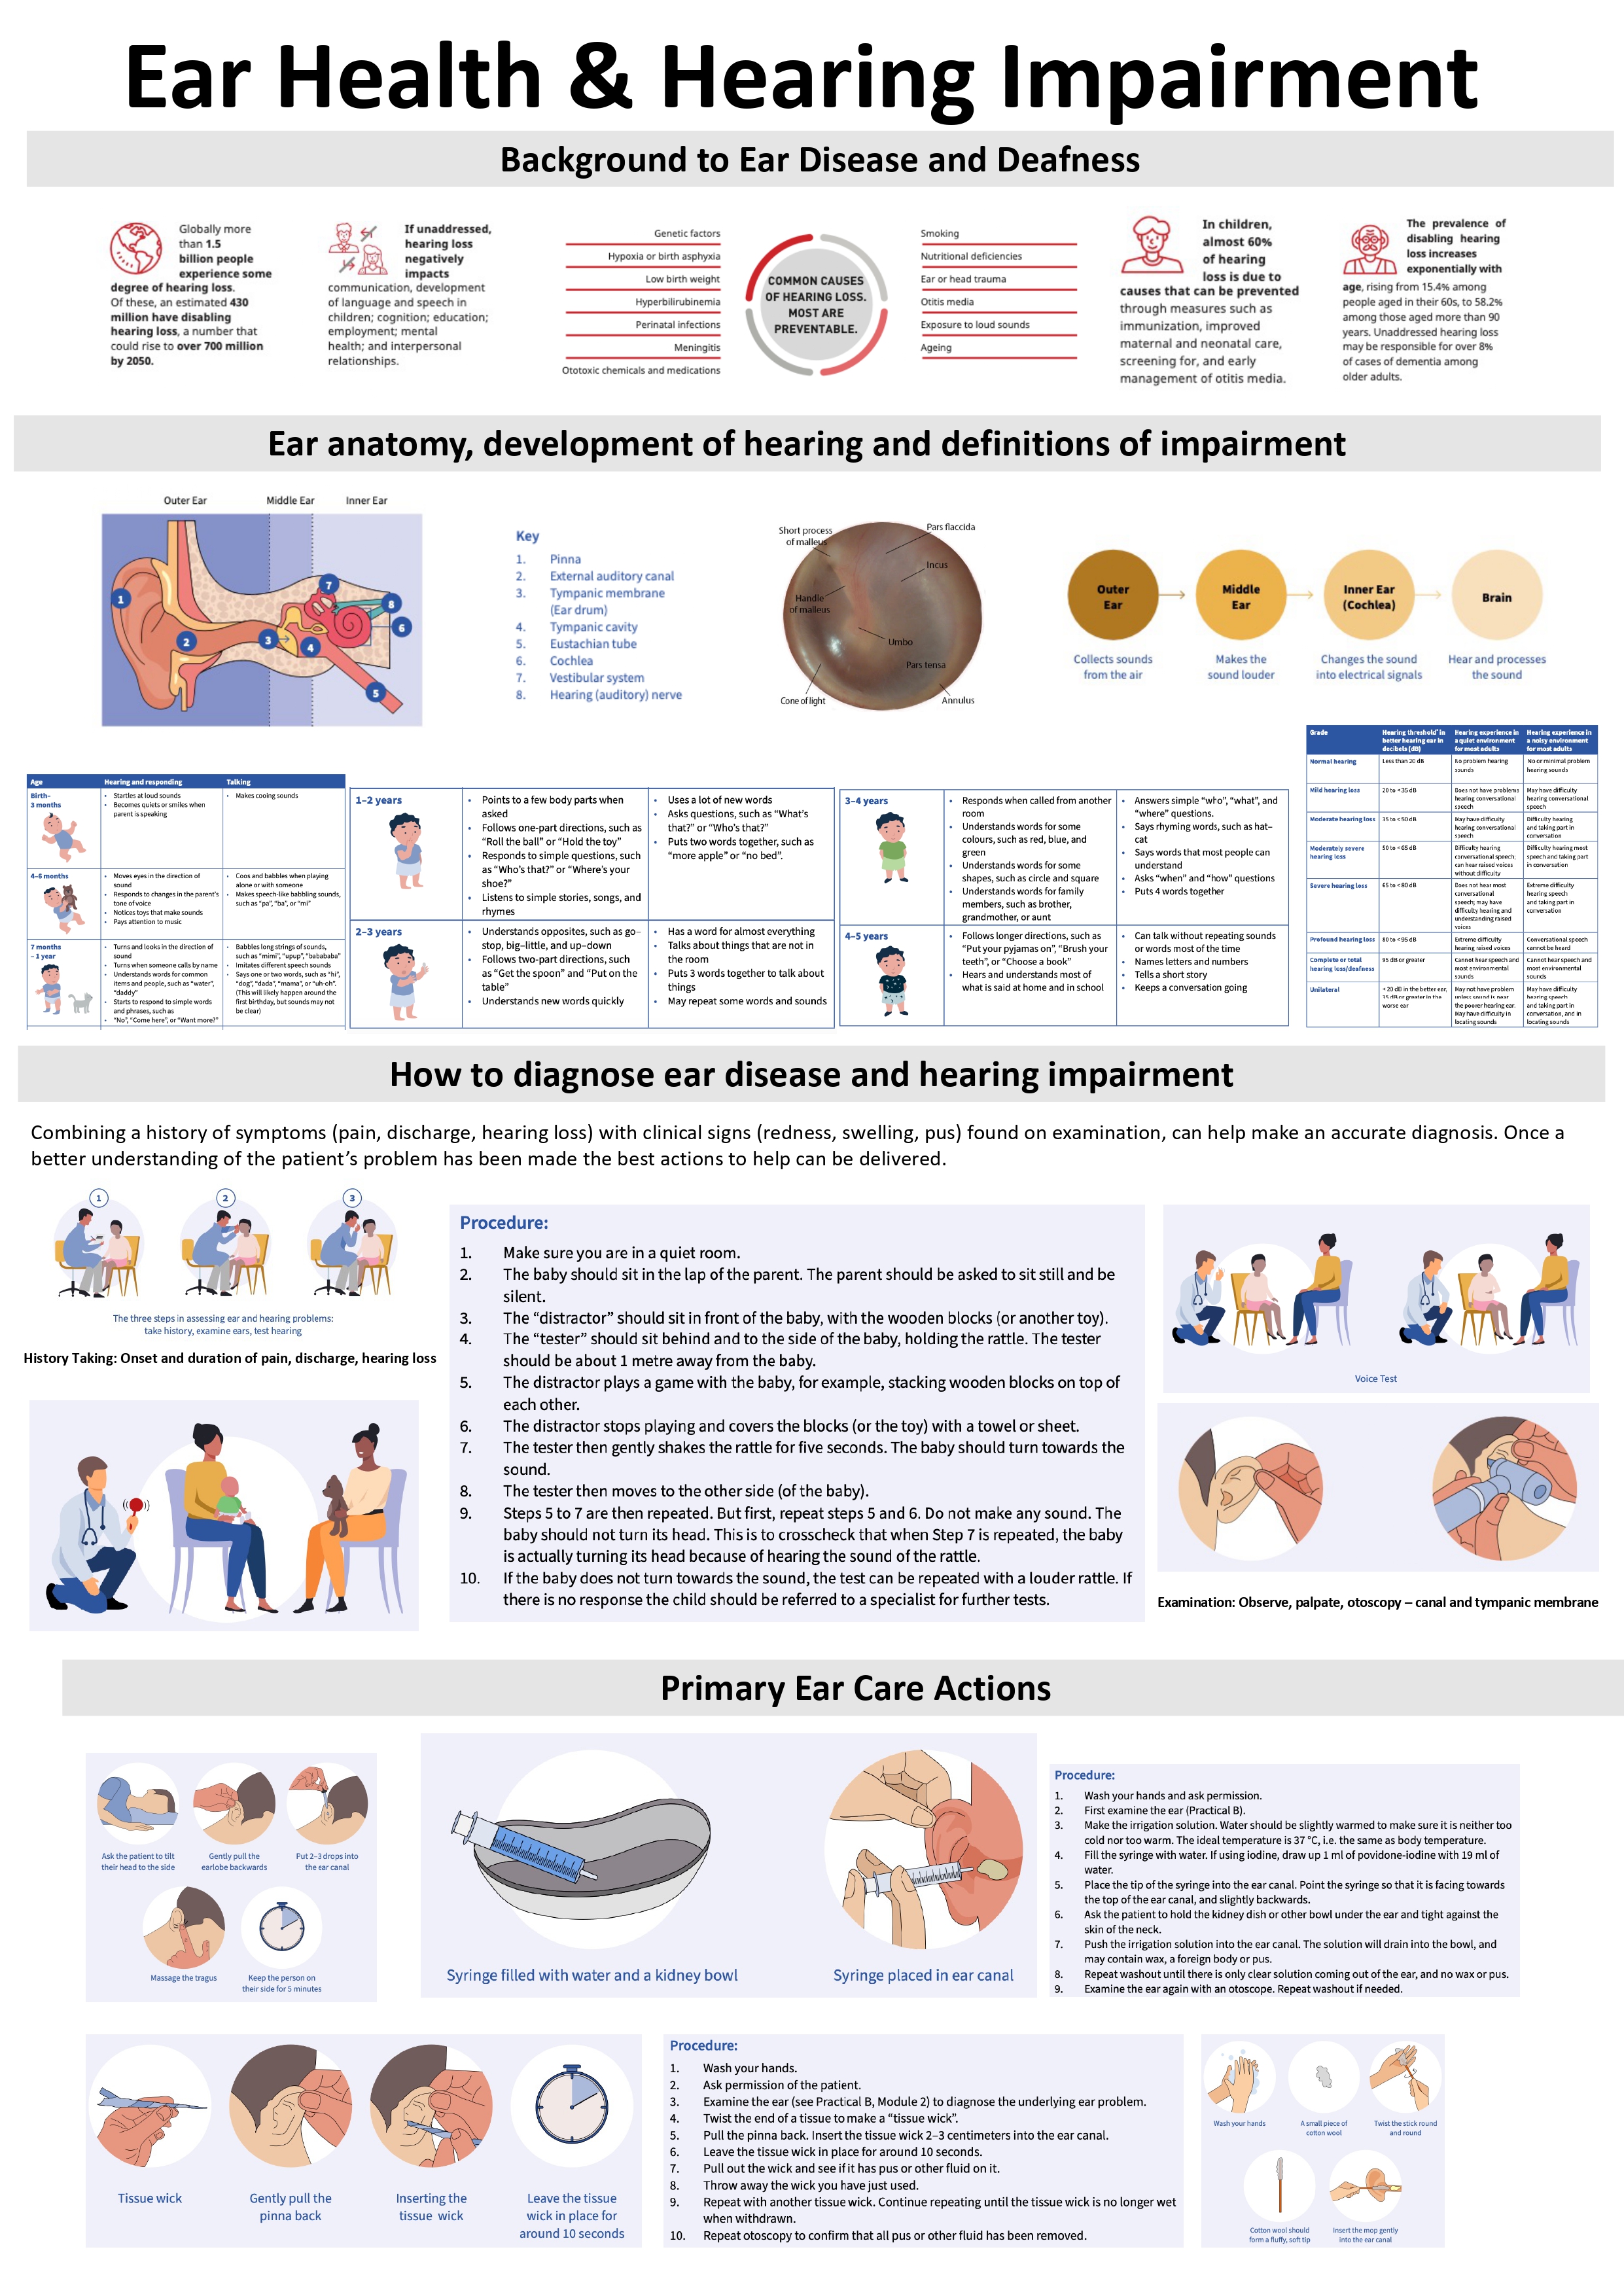 Ear Health & Hearing Impairment
Background to Ear Disease and Deafness
Globally more
than 1.5
billion people
experience some
degree of hearing loss.
Of these, an estimated 430
million have disabling
hearing loss, a number that
could rise to over 700 million
by 2050.
If unaddressed,
hearing loss
negatively
impacts
communication, development
of language and speech in
children; cognition; education;
employment; mental
health; and interpersonal
relationships.
Genetic factors
Hypoxia or birth asphyxia
Low birth weight
Hyperbilirubinemia
Perinatal infections
Meningitis
Ototoxic chemicals and medications
COMMON CAUSES
OF HEARING LOSS.
MOST ARE
PREVENTABLE.
Smoking
Nutritional deficiencies
Ear or head trauma
Otitis media
Exposure to loud sounds
Ageing
In children,
almost 60%
of hearing
loss is due to
causes that can be prevented
through measures such as
immunization, improved
maternal and neonatal care,
screening for, and early
management of otitis media.
The prevalence of
disabling hearing
loss increases
exponentially with
age, rising from 15.4% among
people aged in their 60s, to 58.2%
among those aged more than 90
years. Unaddressed hearing loss
may be responsible for over 8%
of cases of dementia among
older adults.
Ear anatomy, development of hearing and definitions of impairment
Outer Ear
Middle Ear
Inner Ear
1
2
3
4
5
6
7
8
Key
1. Pinna
2. External auditory canal
3. Tympanic membrane
(Ear drum)
4. Tympanic cavity
5. Eustachian tube
6. Cochlea
7. Vestibular system
8. Hearing (auditory) nerve
Short process
of malleus
Pars flaccida
Incus
Handle
of malleus
Umbo
Pars tensa
Cone of light
Annulus
Outer
Ear
Middle
Ear
Inner Ear
(Cochlea)
Brain
Collects sounds
from the air
Makes the
sound louder
Changes the sound
into electrical signals
Hear and processes
the sound
Age
Hearing and responding
Talking
Birth–
3 months
• Startles at loud sounds
• Becomes quiets or smiles when
parent is speaking
• Makes cooing sounds
4–6 months
• Moves eyes in the direction of
sound
• Responds to changes in the parent's
tone of voice
• Notices toys that make sounds
• Pays attention to music
• Coos and babbles when playing
alone or with someone
• Makes speech-like babbling sounds,
such as "pa", "ba", or "mi"
7 months
– 1 year
• Turns and looks in the direction of
sound
• Turns when someone calls by name
• Understands words for common
items and people, such as "water",
"daddy"
• Starts to respond to simple words
and phrases, such as
• "No", "Come here", or "Want more?"
• Babbles long strings of sounds,
such as "mimi", "upup", "bababába"
• Imitates different speech sounds
• Says one or two words, such as "hi",
"dog", "dada", "mama", or "uh-oh".
(This will likely happen around the
first birthday, but sounds may not
be clear)
1–2 years
• Points to a few body parts when
asked
• Follows one-part directions, such as
"Roll the ball" or "Hold the toy"
• Responds to simple questions, such
as "Who's that?" or "Where's your
shoe?"
• Listens to simple stories, songs, and
rhymes
• Uses a lot of new words
• Asks questions, such as "What's
that?" or "Who's that?"
• Puts two words together, such as
"more apple" or "no bed".
2–3 years
• Understands opposites, such as go–
stop, big–little, and up–down
• Follows two-part directions, such
as "Get the spoon" and "Put on the
table"
• Understands new words quickly
• Has a word for almost everything
• Talks about things that are not in
the room
• Puts 3 words together to talk about
things
• May repeat some words and sounds
3–4 years
• Responds when called from another
room
• Understands words for some
colours, such as red, blue, and
green
• Understands words for some
shapes, such as circle and square
• Understands words for family
members, such as brother,
grandmother, or aunt
• Answers simple "who", "what", and
"where" questions.
• Says rhyming words, such as hat–
cat
• Says words that most people can
understand
• Asks "when" and "how" questions
• Puts 4 words together
4–5 years
• Follows longer directions, such as
"Put your pyjamas on", "Brush your
teeth", or "Choose a book"
• Hears and understands most of
what is said at home and in school
• Can talk without repeating sounds
or words most of the time
• Names letters and numbers
• Tells a short story
• Keeps a conversation going
Grade
Hearing threshold* in
better hearing ear in
decibels (dB)
Hearing experience in
a quiet environment
for most adults
Hearing experience in
a noisy environment
for most adults
Normal hearing
Less than 20 dB
No problem hearing
sounds
No or minimal problem
hearing sounds
Mild hearing loss
20 to <35 dB
Does not have problems
hearing conversational
speech
May have difficulty
hearing conversational
speech
Moderate hearing loss
35 to <50 dB
May have difficulty
hearing conversational
speech
Difficulty hearing
and taking part in
conversation
Moderately severe
hearing loss
50 to <65 dB
Difficulty hearing
conversational speech;
can hear raised voices
without difficulty
Difficulty hearing most
speech and taking part
in conversation
Severe hearing loss
65 to <80 dB
Does not hear most
conversational
speech; may have
difficulty hearing and
understanding raised
voices
Extreme difficulty
hearing speech
and taking part in
conversation
Profound hearing loss
80 to <95 dB
Extreme difficulty
hearing raised voices
Conversational speech
cannot be heard
Complete or total
hearing loss/deafness
95 dB or greater
Cannot hear speech and
most environmental
sounds
Cannot hear speech and
most environmental
sounds
Unilateral
< 20 dB in the better ear,
35 dB or greater in the
worse ear
May not have problem
unless sound is near
the poorer hearing ear.
May have difficulty in
locating sounds
May have difficulty
hearing speech
and taking part in
conversation, and in
locating sounds
How to diagnose ear disease and hearing impairment
Combining a history of symptoms (pain, discharge, hearing loss) with clinical signs (redness, swelling, pus) found on examination, can help make an accurate diagnosis. Once a
better understanding of the patient's problem has been made the best actions to help can be delivered.
1
2
3
The three steps in assessing ear and hearing problems:
take history, examine ears, test hearing
History Taking: Onset and duration of pain, discharge, hearing loss
Procedure:
1. Make sure you are in a quiet room.
2. The baby should sit in the lap of the parent. The parent should be asked to sit still and be
silent.
3. The "distractor" should sit in front of the baby, with the wooden blocks (or another toy).
4. The "tester" should sit behind and to the side of the baby, holding the rattle. The tester
should be about 1 metre away from the baby.
5. The distractor plays a game with the baby, for example, stacking wooden blocks on top of
each other.
6. The distractor stops playing and covers the blocks (or the toy) with a towel or sheet.
7. The tester then gently shakes the rattle for five seconds. The baby should turn towards the
sound.
8. The tester then moves to the other side (of the baby).
9. Steps 5 to 7 are then repeated. But first, repeat steps 5 and 6. Do not make any sound. The
baby should not turn its head. This is to crosscheck that when Step 7 is repeated, the baby
is actually turning its head because of hearing the sound of the rattle.
10. If the baby does not turn towards the sound, the test can be repeated with a louder rattle. If
there is no response the child should be referred to a specialist for further tests.
Voice Test
Examination: Observe, palpate, otoscopy – canal and tympanic membrane
Primary Ear Care Actions
Ask the patient to tilt
their head to the side
Gently pull the
earlobe backwards
Put 2–3 drops into
the ear canal
Massage the tragus
Keep the person on
their side for 5 minutes
Syringe filled with water and a kidney bowl
Syringe placed in ear canal
Procedure:
1. Wash your hands and ask permission.
2. First examine the ear (Practical B).
3. Make the irrigation solution. Water should be slightly warmed to make sure it is neither too
cold nor too warm. The ideal temperature is 37 °C, i.e. the same as body temperature.
4. Fill the syringe with water. If using iodine, draw up 1 ml of povidone-iodine with 19 ml of
water.
5. Place the tip of the syringe into the ear canal. Point the syringe so that it is facing towards
the top of the ear canal, and slightly backwards.
6. Ask the patient to hold the kidney dish or other bowl under the ear and tight against the
skin of the neck.
7. Push the irrigation solution into the ear canal. The solution will drain into the bowl, and
may contain wax, a foreign body or pus.
8. Repeat washout until there is only clear solution coming out of the ear, and no wax or pus.
9. Examine the ear again with an otoscope. Repeat washout if needed.
Tissue wick
Gently pull the
pinna back
Inserting the
tissue wick
Leave the tissue
wick in place for
around 10 seconds
Procedure:
1. Wash your hands.
2. Ask permission of the patient.
3. Examine the ear (see Practical B, Module 2) to diagnose the underlying ear problem.
4. Twist the end of a tissue to make a "tissue wick".
5. Pull the pinna back. Insert the tissue wick 2–3 centimeters into the ear canal.
6. Leave the tissue wick in place for around 10 seconds.
7. Pull out the wick and see if it has pus or other fluid on it.
8. Throw away the wick you have just used.
9. Repeat with another tissue wick. Continue repeating until the tissue wick is no longer wet
when withdrawn.
10. Repeat otoscopy to confirm that all pus or other fluid has been removed.
Wash your hands
A small piece of
cotton wool
Twist the stick round
and round
Cotton wool should
form a fluffy, soft tip
Insert the mop gently
into the ear canal